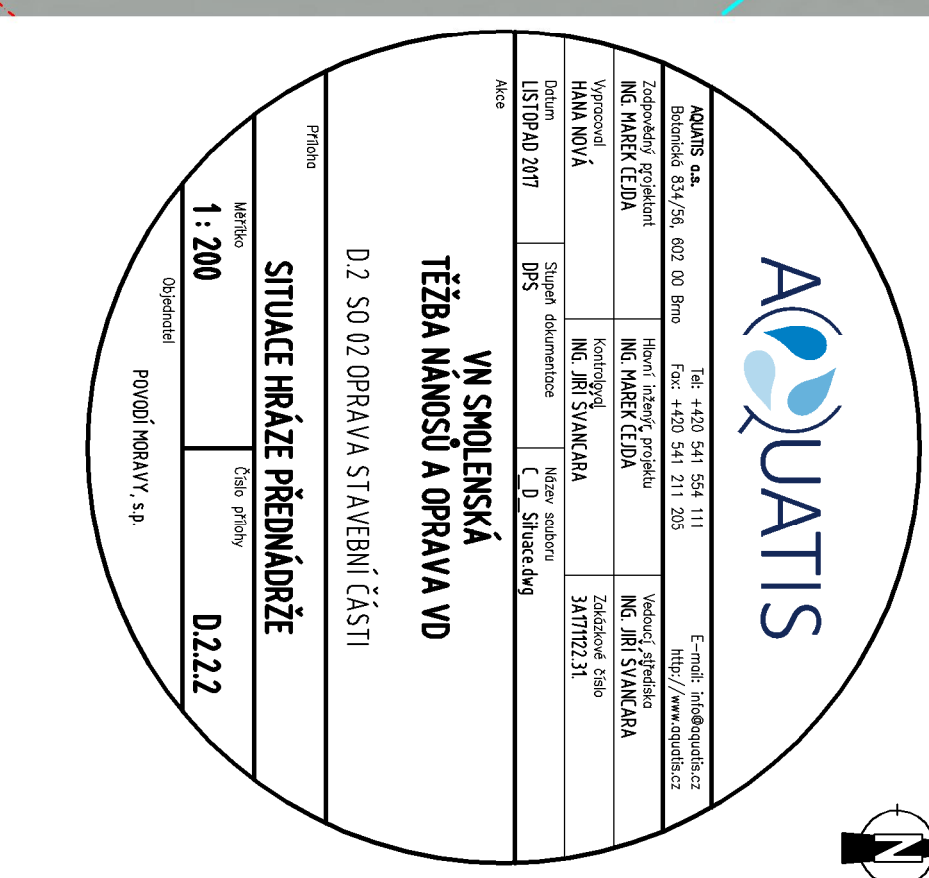 AQUATIS
AQUATIS a.s.
Botanická 834/56, 602 00 Brno
Tel: +420 541 554 111
Fax: +420 541 211 205
E-mail: info@aquatis.cz
http://www.aquatis.cz
Zodpovědný projektant
ING. MAREK ČEJDA
Hlavní inženýr projektu
ING. MAREK ČEJDA
Vedoucí střediska
ING. JIŘÍ ŠVANCARA
Vypracoval
HANA NOVÁ
Kontroloval
ING. JIŘÍ ŠVANCARA
Zakázkové číslo
3A171122.31.
Datum
LISTOPAD 2017
Stupeň dokumentace
DPS
Název souboru
C_D_Situace.dwg
Akce
VN SMOLENSKÁ
TĚŽBA NÁNOSŮ A OPRAVA VD
D.2 SO 02 OPRAVA STAVEBNÍ ČÁSTI
Příloha
SITUACE HRÁZE PŘEDNÁDRŽE
Měřítko
1 : 200
Číslo přílohy
D.2.2.2
Objednatel
POVODÍ MORAVY, s.p.
N